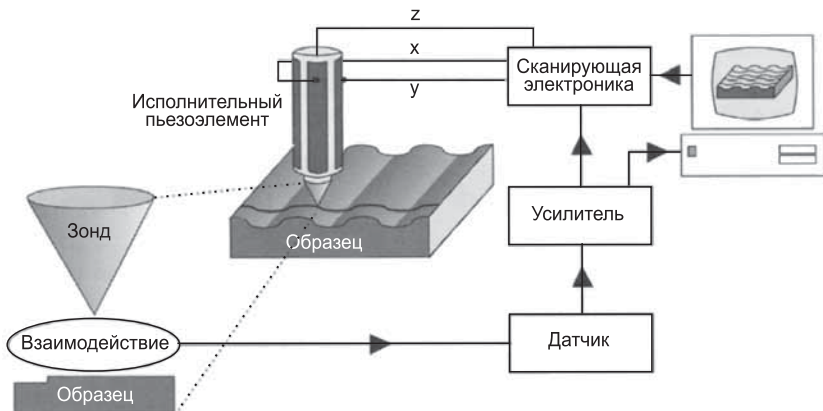 z
x
Сканирующая
электроника
y
Исполнительный
пьезоэлемент
Зонд
Усилитель
Образец
Взаимодействие
Датчик
Образец